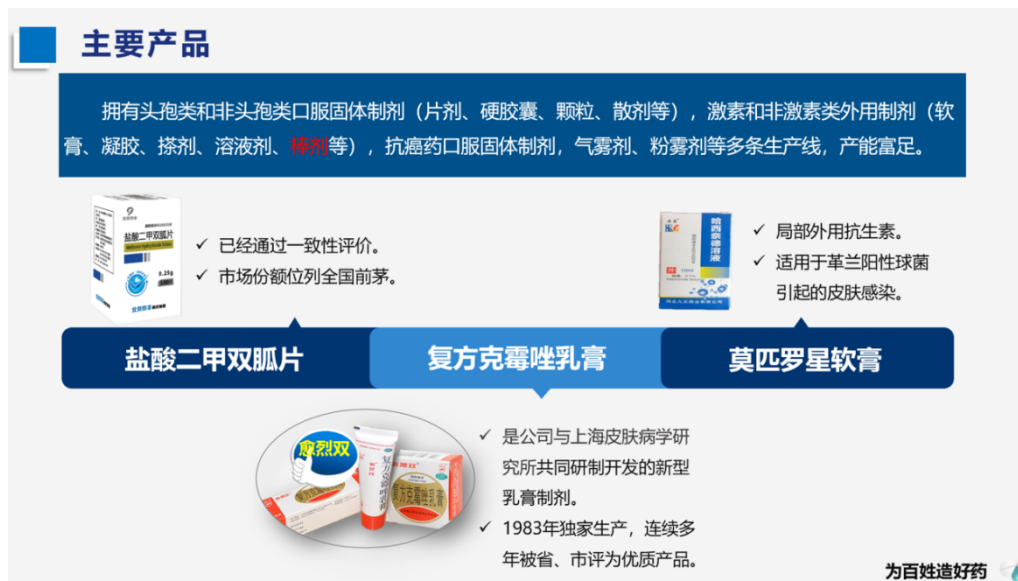 主要产品
拥有头孢类和非头孢类口服固体制剂（片剂、硬胶囊、颗粒、散剂等），激素和非激素类外用制剂（软
膏、凝胶、搽剂、溶液剂、棒剂等），抗癌药口服固体制剂，气雾剂、粉雾剂等多条生产线，产能富足。
盐酸二甲双胍片
0.25g
✓ 已经通过一致性评价。
✓ 市场份额位列全国前茅。
哈西奈德溶液
✓ 局部外用抗生素。
✓ 适用于革兰阳性球菌
引起的皮肤感染。
盐酸二甲双胍片
复方克霉唑乳膏
莫匹罗星软膏
愈烈双
复方克霉唑乳膏
复方克霉唑乳膏
✓ 是公司与上海皮肤病学研
究所共同研制开发的新型
乳膏制剂。
✓ 1983年独家生产，连续多
年被省、市评为优质产品。
为百姓造好药